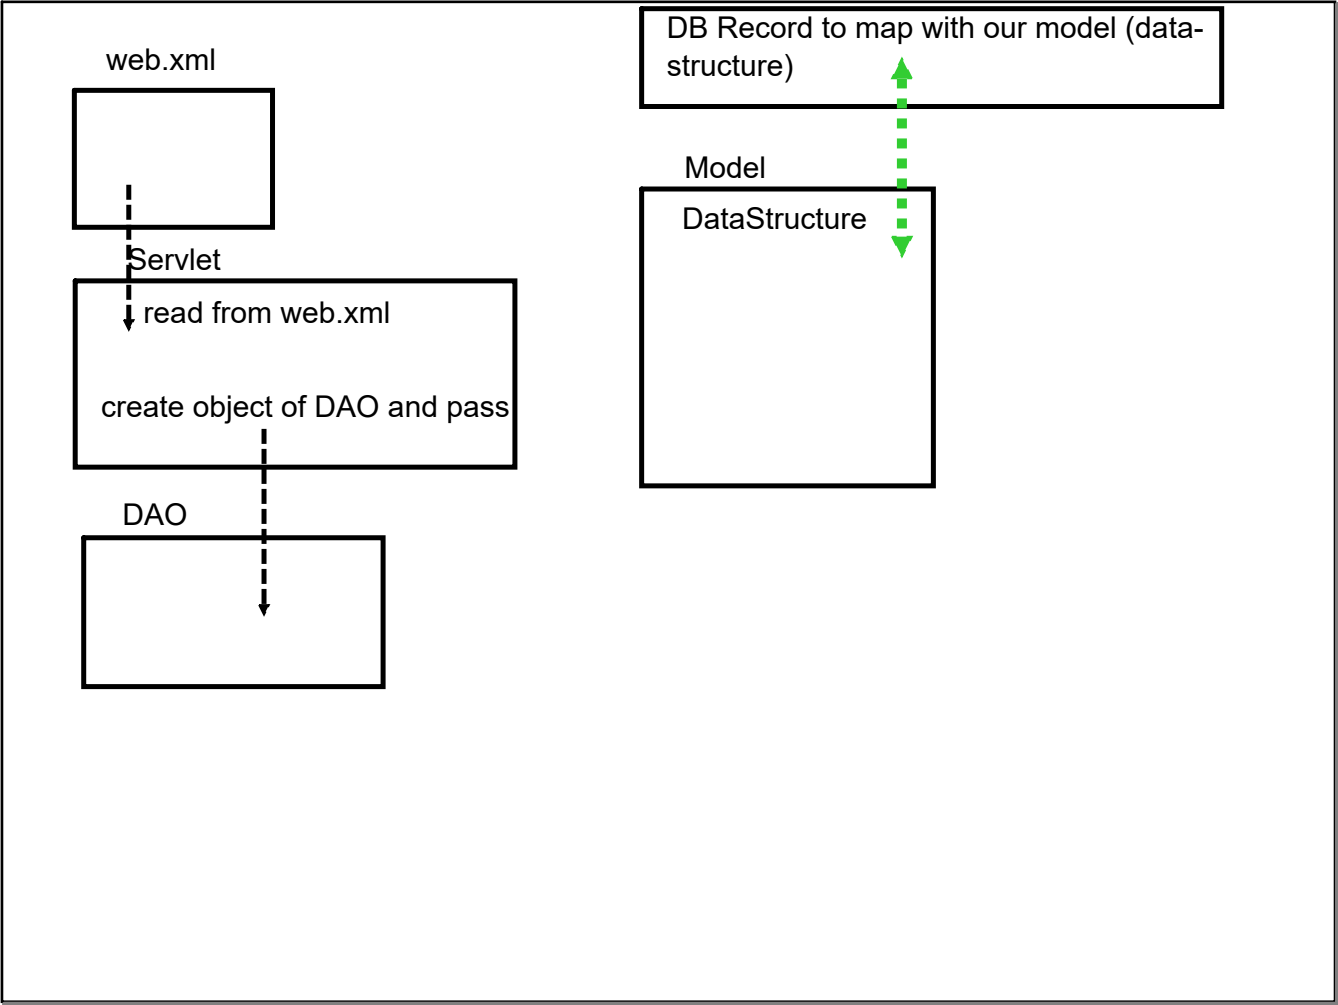 web.xml
Servlet
read from web.xml
create object of DAO and pass
DAO
DB Record to map with our model (data-
structure)
Model
DataStructure